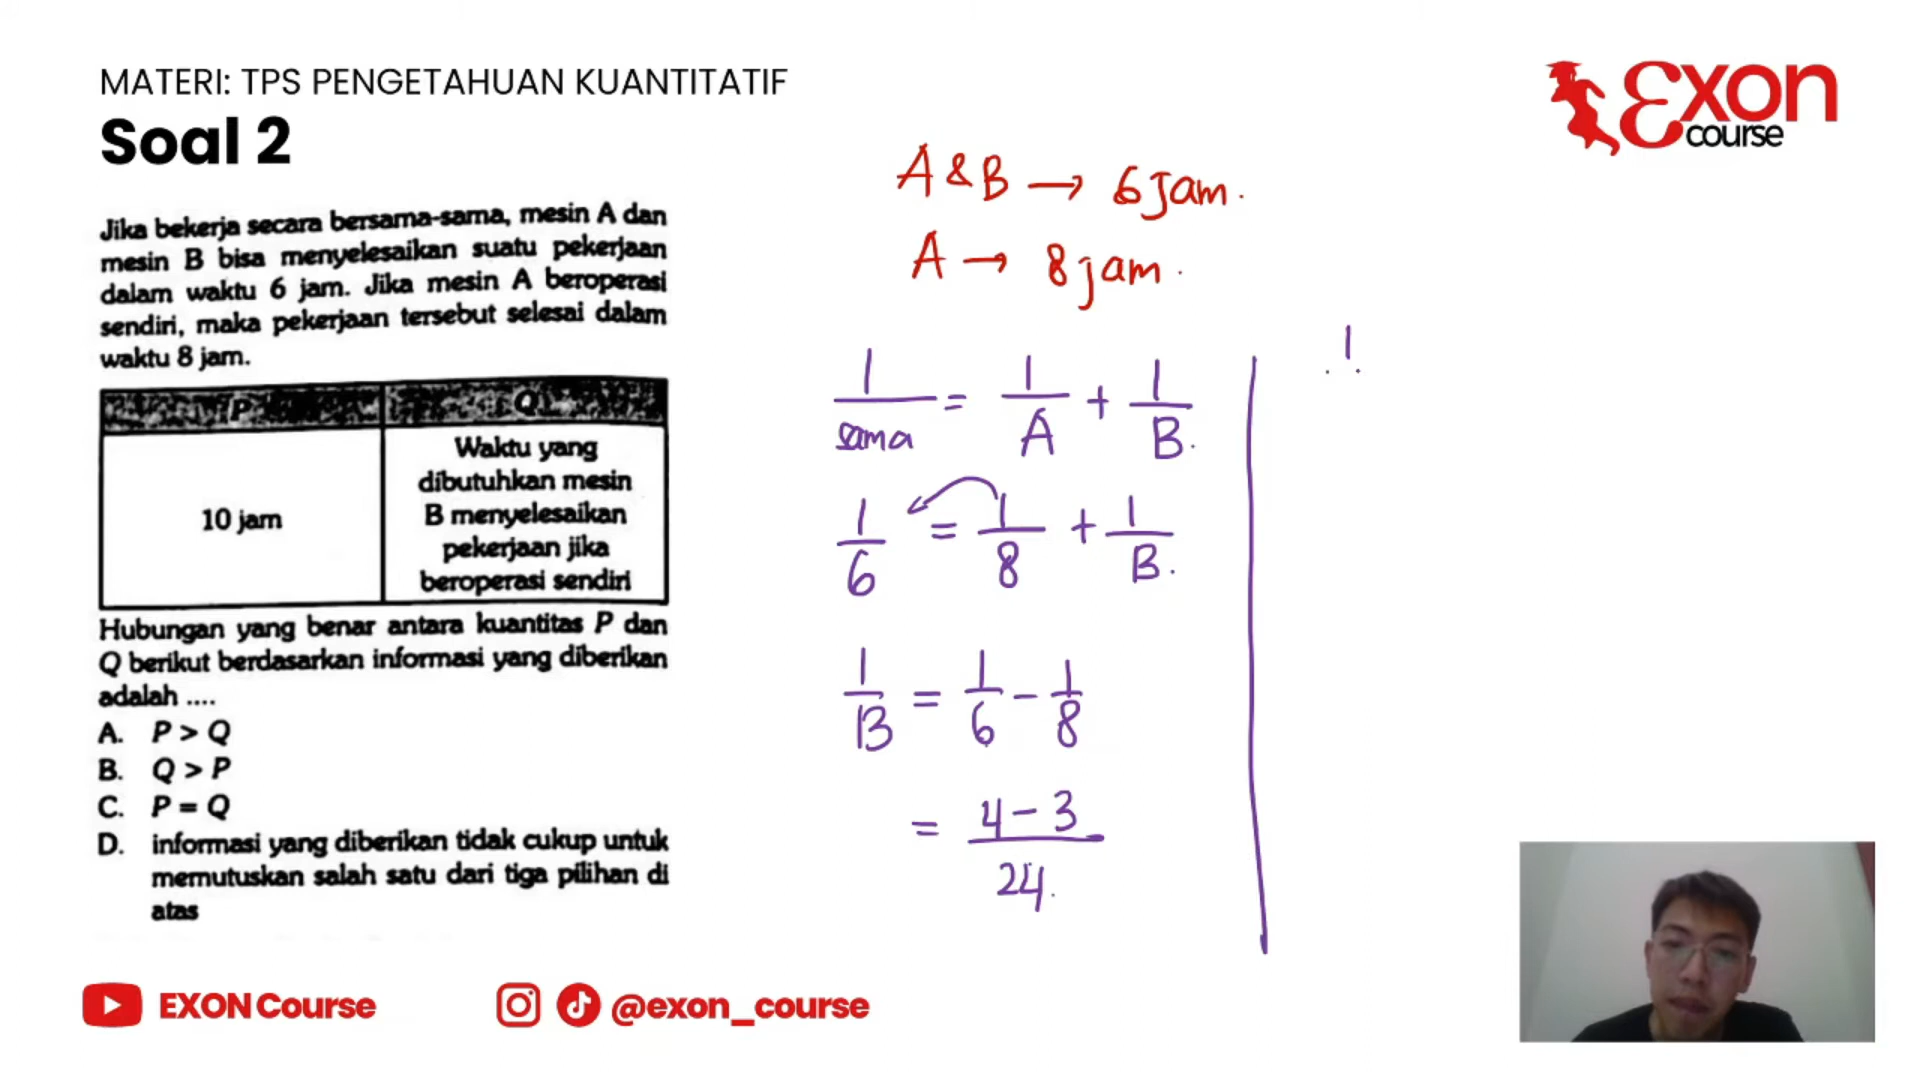 MATERI: TPS PENGETAHUAN KUANTITATIF
Soal 2
Exon
course
Jika bekerja secara bersama-sama, mesin A dan
mesin B bisa menyelesaikan suatu pekerjaan
dalam waktu 6 jam. Jika mesin A beroperasi
sendiri, maka pekerjaan tersebut selesai dalam
waktu 8 jam.
P
Q
10 jam
Waktu yang
dibutuhkan mesin
B menyelesaikan
pekerjaan jika
beroperasi sendiri
Hubungan yang benar antara kuantitas P dan
Q berikut berdasarkan informasi yang diberikan
adalah ....
A. P > Q
B. Q > P
C. P = Q
D. informasi yang diberikan tidak cukup untuk
memutuskan salah satu dari tiga pilihan di
atas
A & B → 6 jam.
A → 8 jam.
1/sama = 1/A + 1/B.
1/6 = 1/8 + 1/B.
1/B = 1/6 - 1/8
= 4 - 3 / 24.
1
EXON Course
@exon_course